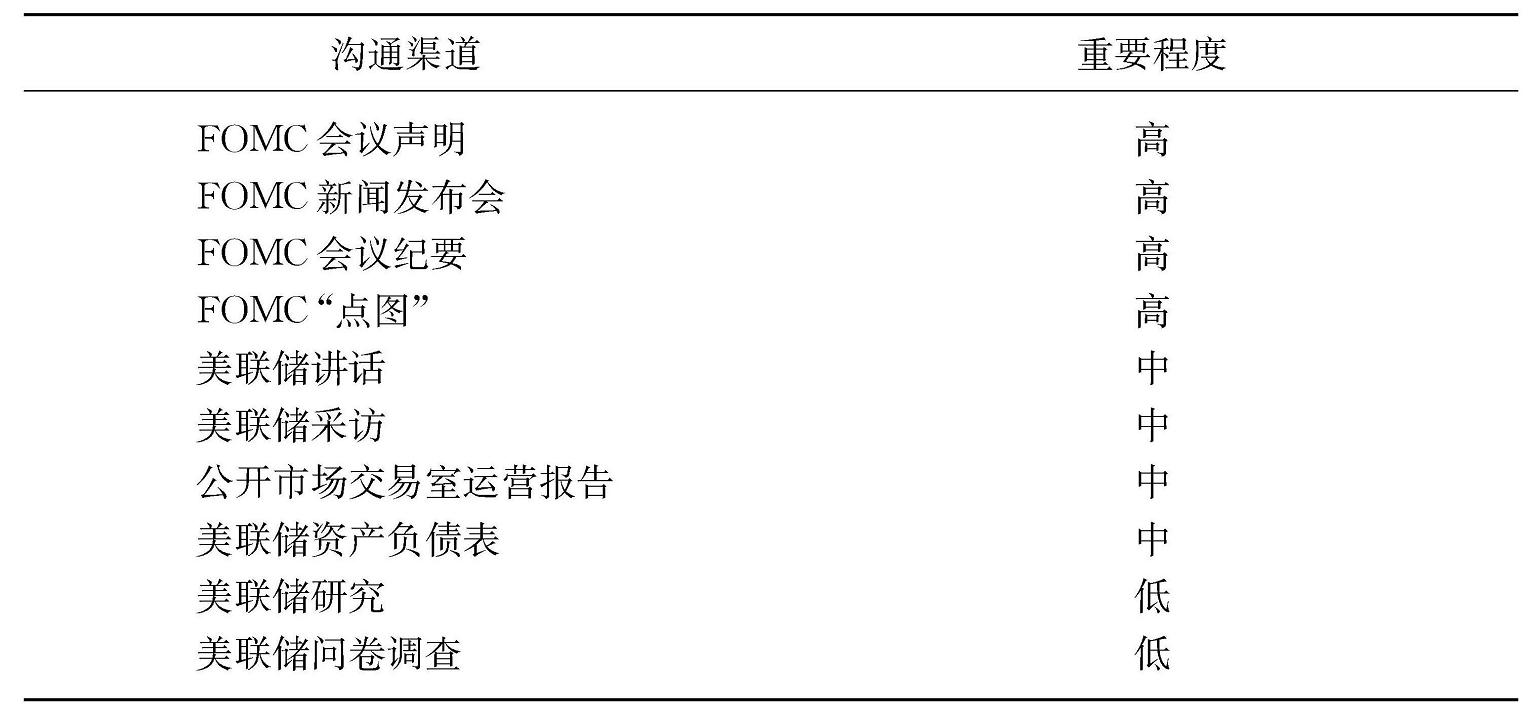 沟通渠道 重要程度
FOMC 会议声明 高
FOMC 新闻发布会 高
FOMC 会议纪要 高
FOMC “点图” 高
美联储讲话 中
美联储采访 中
公开市场交易室运营报告 中
美联储资产负债表 中
美联储研究 低
美联储问卷调查 低